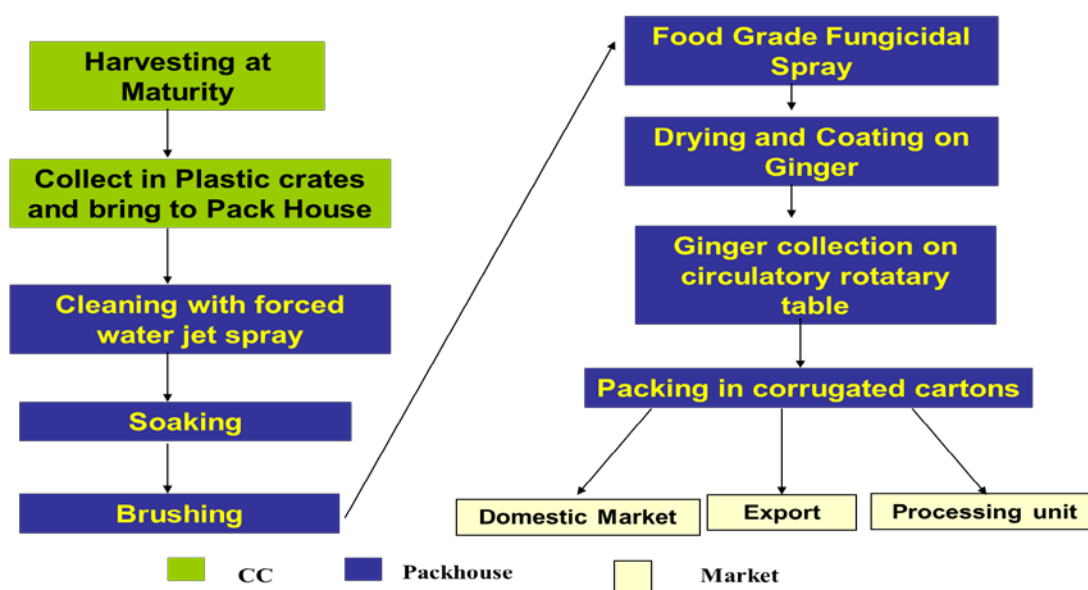 Harvesting at
Maturity
Collect in Plastic crates
and bring to Pack House
Cleaning with forced
water jet spray
Soaking
Brushing
Food Grade Fungicidal
Spray
Drying and Coating on
Ginger
Ginger collection on
circulatory rotatary
table
Packing in corrugated cartons
Domestic Market
Export
Processing unit
CC
Packhouse
Market